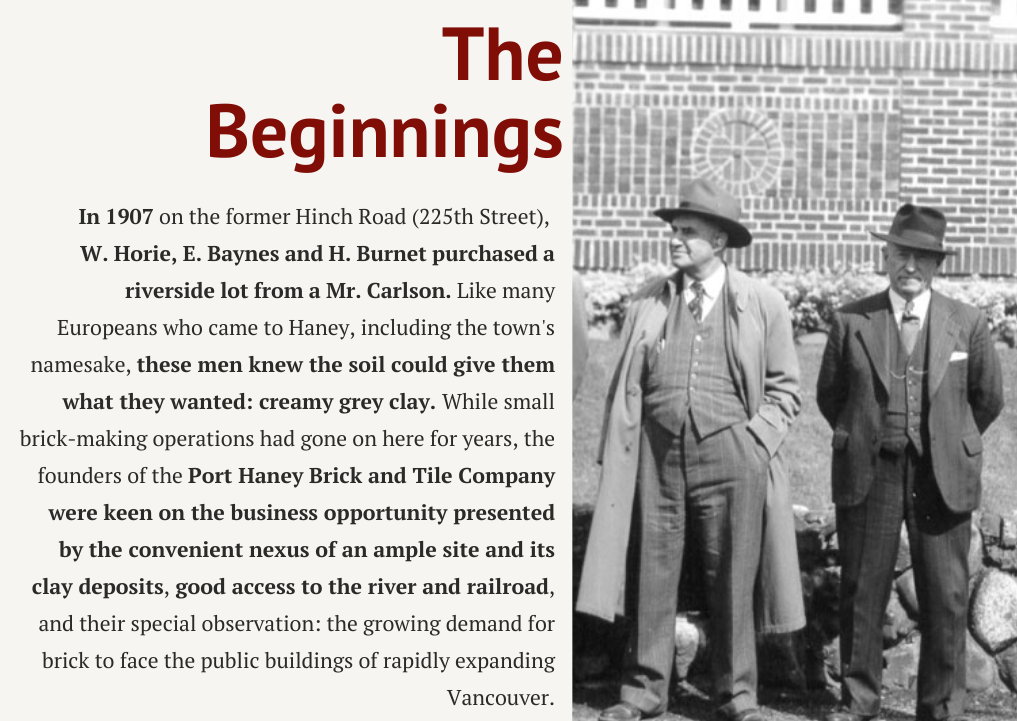 The
Beginnings
In 1907 on the former Hinch Road (225th Street),
W. Horie, E. Baynes and H. Burnet purchased a
riverside lot from a Mr. Carlson. Like many
Europeans who came to Haney, including the town's
namesake, these men knew the soil could give them
what they wanted: creamy grey clay. While small
brick-making operations had gone on here for years, the
founders of the Port Haney Brick and Tile Company
were keen on the business opportunity presented
by the convenient nexus of an ample site and its
clay deposits, good access to the river and railroad,
and their special observation: the growing demand for
brick to face the public buildings of rapidly expanding
Vancouver.